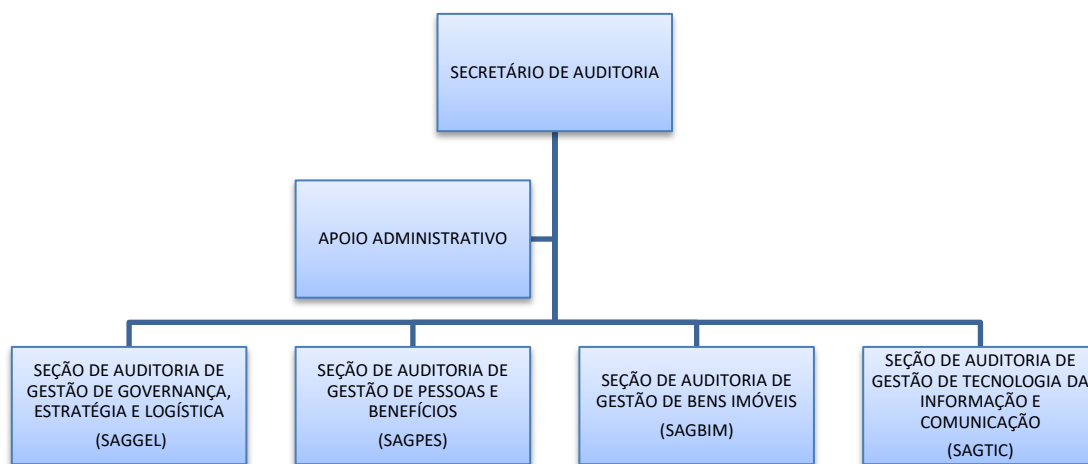 SECRETÁRIO DE AUDITORIA
APOIO ADMINISTRATIVO
SEÇÃO DE AUDITORIA DE
GESTÃO DE GOVERNANÇA,
ESTRATÉGIA E LOGÍSTICA
(SAGGEL)
SEÇÃO DE AUDITORIA DE
GESTÃO DE PESSOAS E
BENEFÍCIOS
(SAGPES)
SEÇÃO DE AUDITORIA DE
GESTÃO DE BENS IMÓVEIS
(SAGBIM)
SEÇÃO DE AUDITORIA DE
GESTÃO DE TECNOLOGIA DA
INFORMAÇÃO E
COMUNICAÇÃO
(SAGTIC)